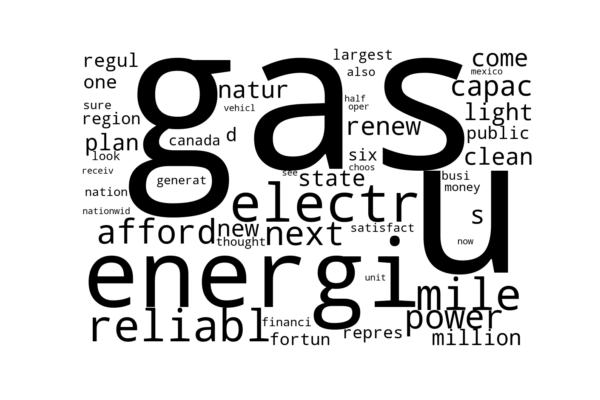 regul
largest
come
one
also
mexico
gas
natur
capac
sure
vehicl
half
oper
light
region
canada
d
renew
public
plan
look
six
clean
receiv
generat
see
state
choos
busi
money
nation
electr
u
s
nationwid
afford
new
next
satisfact
thought
now
energi
unit
mile
reliabl
financi
power
fortun
repres
million